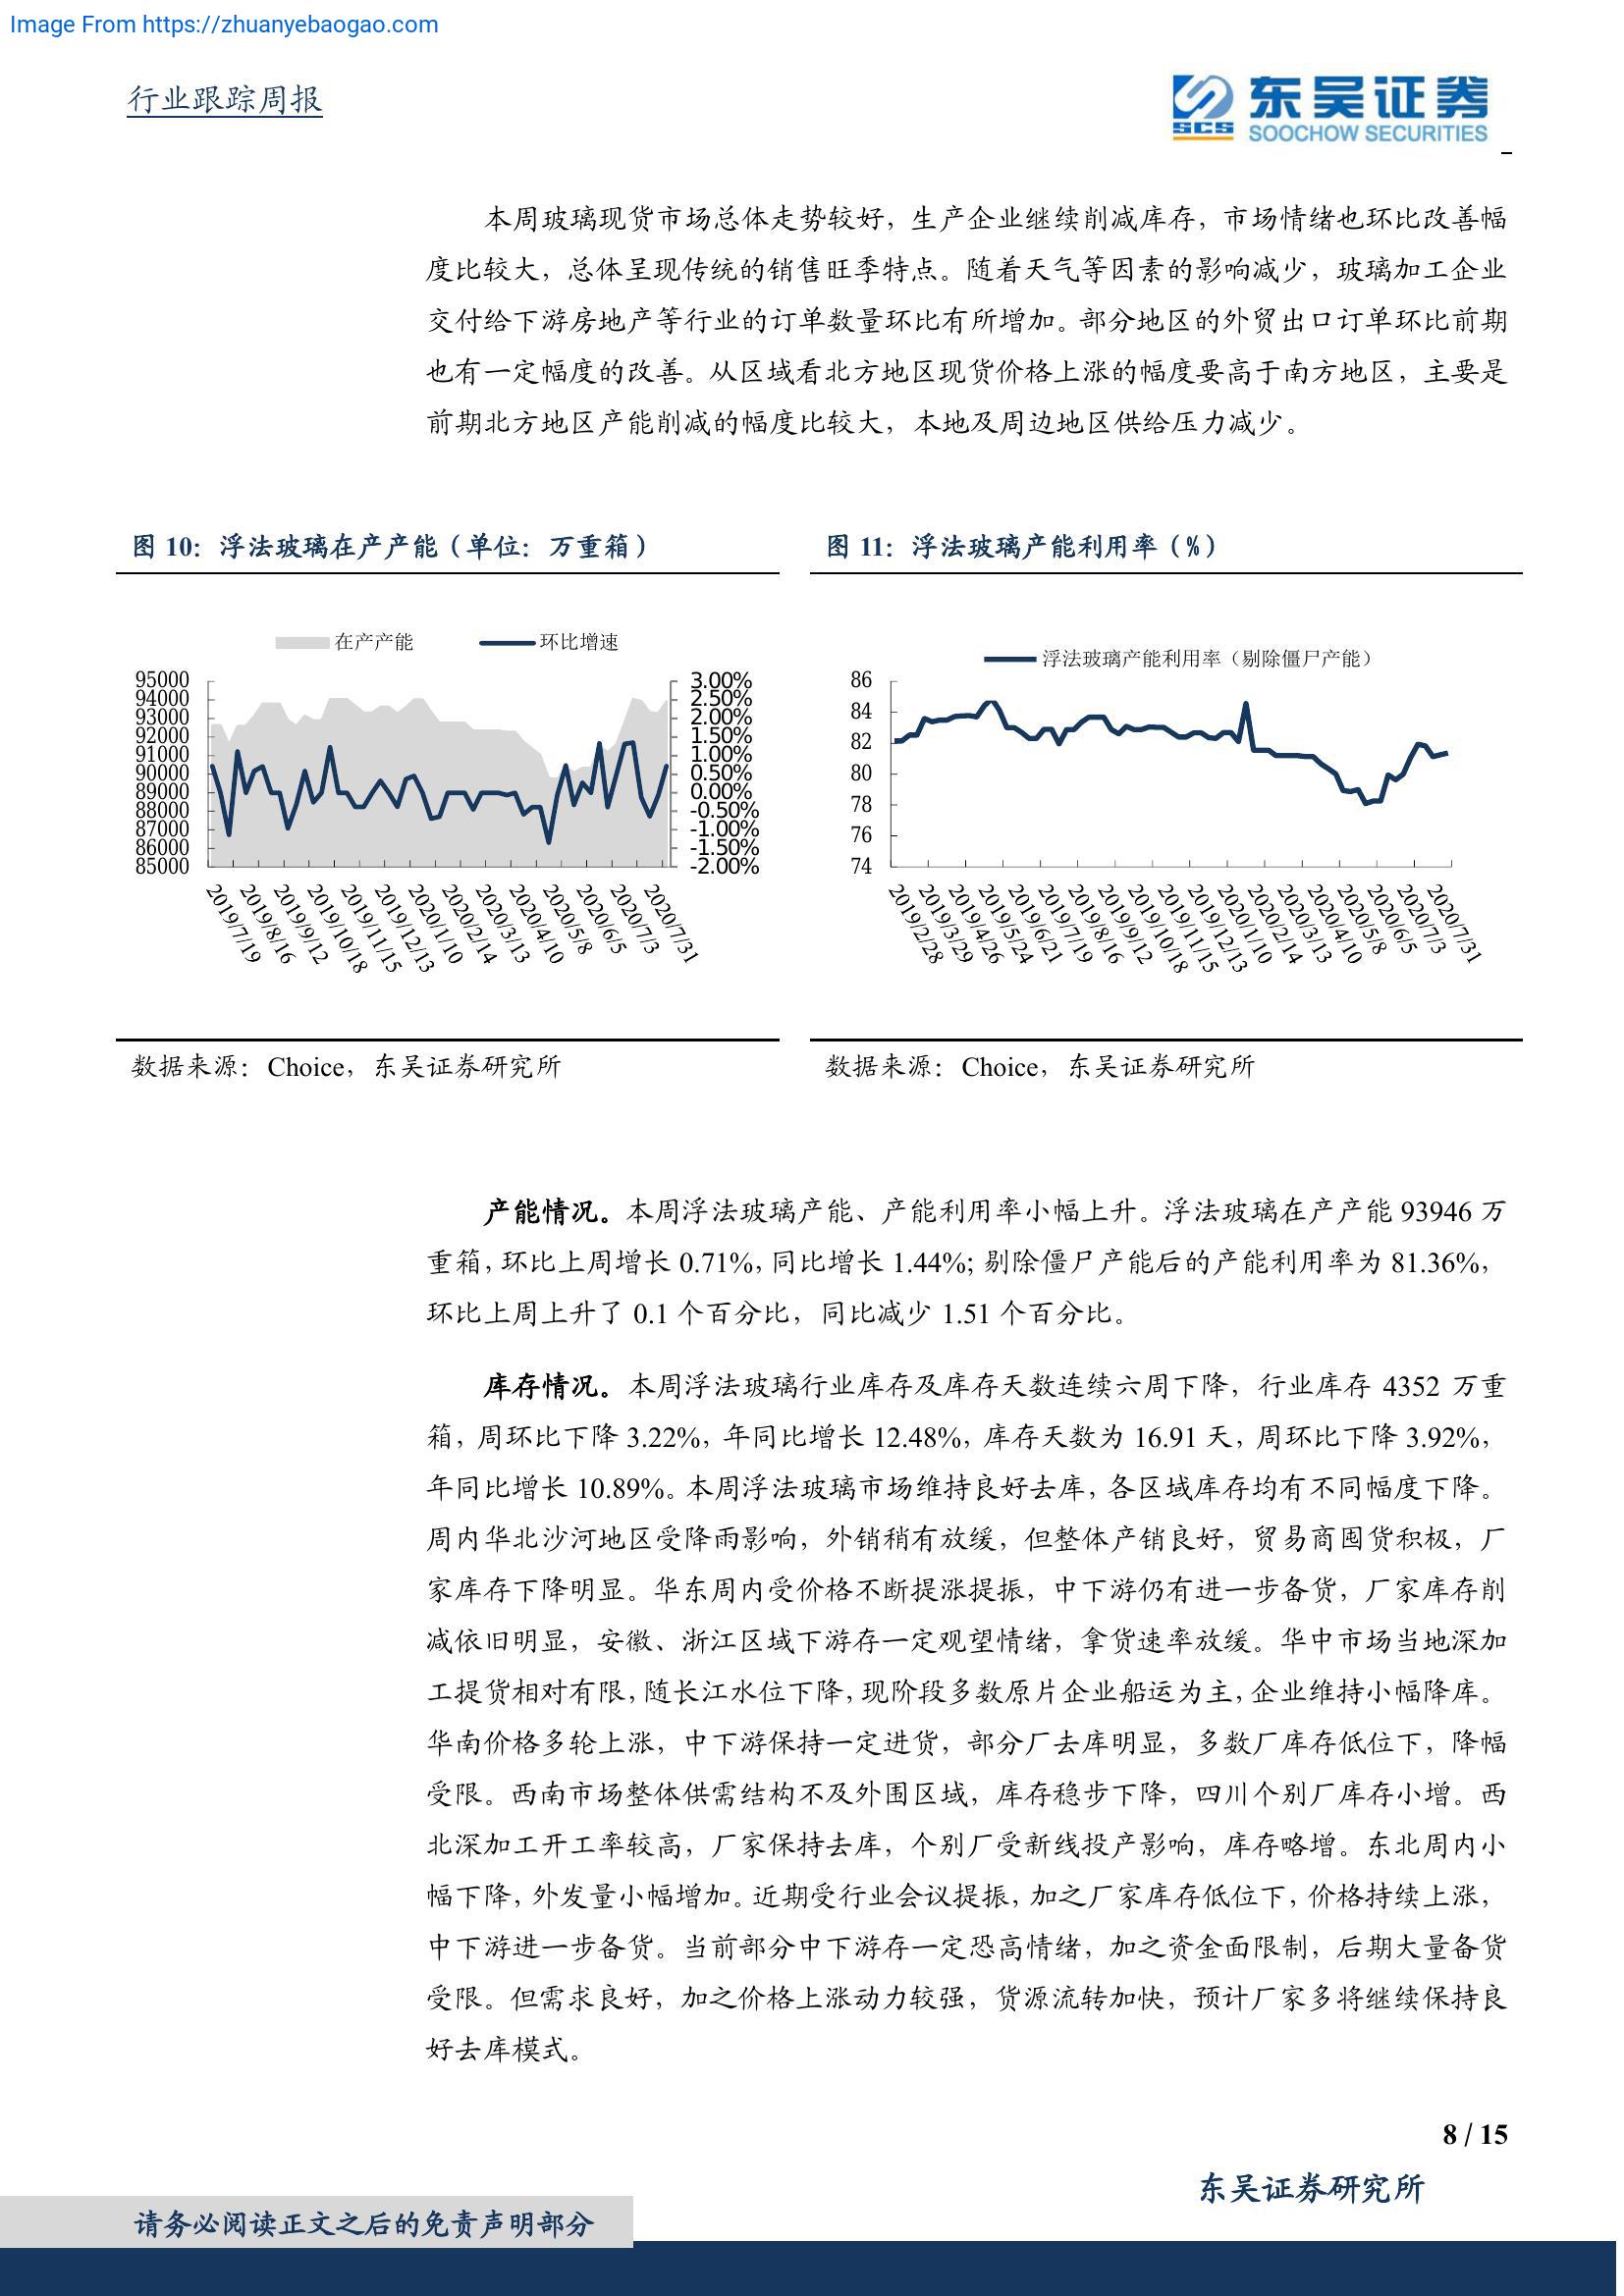 Image From https://zhuanyebaogao.com
行业跟踪周报
东吴证券
SCS
SOOCHOW SECURITIES
本周玻璃现货市场总体走势较好，生产企业继续削减库存，市场情绪也环比改善幅
度比较大，总体呈现传统的销售旺季特点。随着天气等因素的影响减少，玻璃加工企业
交付给下游房地产等行业的订单数量环比有所增加。部分地区的外贸出口订单环比前期
也有一定幅度的改善。从区域看北方地区现货价格上涨的幅度要高于南方地区，主要是
前期北方地区产能削减的幅度比较大，本地及周边地区供给压力减少。
图 10：浮法玻璃在产产能（单位：万重箱）
在产产能 环比增速
95000
94000
93000
92000
91000
90000
89000
88000
87000
86000
85000
3.00%
2.50%
2.00%
1.50%
1.00%
0.50%
0.00%
-0.50%
-1.00%
-1.50%
-2.00%
2019/7/19
2019/8/16
2019/9/12
2019/10/18
2019/11/15
2019/12/13
2020/1/10
2020/2/14
2020/3/13
2020/4/10
2020/5/8
2020/6/5
2020/7/3
2020/7/31
数据来源：Choice，东吴证券研究所
图 11：浮法玻璃产能利用率（%）
浮法玻璃产能利用率（剔除僵尸产能）
86
84
82
80
78
76
74
2019/2/28
2019/3/29
2019/4/26
2019/5/24
2019/6/21
2019/7/19
2019/8/16
2019/9/12
2019/10/18
2019/11/15
2019/12/13
2020/1/10
2020/2/14
2020/3/13
2020/4/10
2020/5/8
2020/6/5
2020/7/3
2020/7/31
数据来源：Choice，东吴证券研究所
产能情况。本周浮法玻璃产能、产能利用率小幅上升。浮法玻璃在产产能 93946 万
重箱，环比上周增长 0.71%，同比增长 1.44%; 剔除僵尸产能后的产能利用率为 81.36%，
环比上周上升了 0.1 个百分比，同比减少 1.51 个百分比。
库存情况。本周浮法玻璃行业库存及库存天数连续六周下降，行业库存 4352 万重
箱，周环比下降 3.22%，年同比增长 12.48%，库存天数为 16.91 天，周环比下降 3.92%，
年同比增长 10.89%。本周浮法玻璃市场维持良好去库，各区域库存均有不同幅度下降。
周内华北沙河地区受降雨影响，外销稍有放缓，但整体产销良好，贸易商囤货积极，厂
家库存下降明显。华东周内受价格不断提涨提振，中下游仍有进一步备货，厂家库存削
减依旧明显，安徽、浙江区域下游存一定观望情绪，拿货速率放缓。华中市场当地深加
工提货相对有限，随长江水位下降，现阶段多数原片企业船运为主，企业维持小幅降库。
华南价格多轮上涨，中下游保持一定进货，部分厂去库明显，多数厂库存低位下，降幅
受限。西南市场整体供需结构不及外围区域，库存稳步下降，四川个别厂库存小增。西
北深加工开工率较高，厂家保持去库，个别厂受新线投产影响，库存略增。东北周内小
幅下降，外发量小幅增加。近期受行业会议提振，加之厂家库存低位下，价格持续上涨，
中下游进一步备货。当前部分中下游存一定恐高情绪，加之资金面限制，后期大量备货
受限。但需求良好，加之价格上涨动力较强，货源流转加快，预计厂家多将继续保持良
好去库模式。
8 / 15
东吴证券研究所
请务必阅读正文之后的免责声明部分